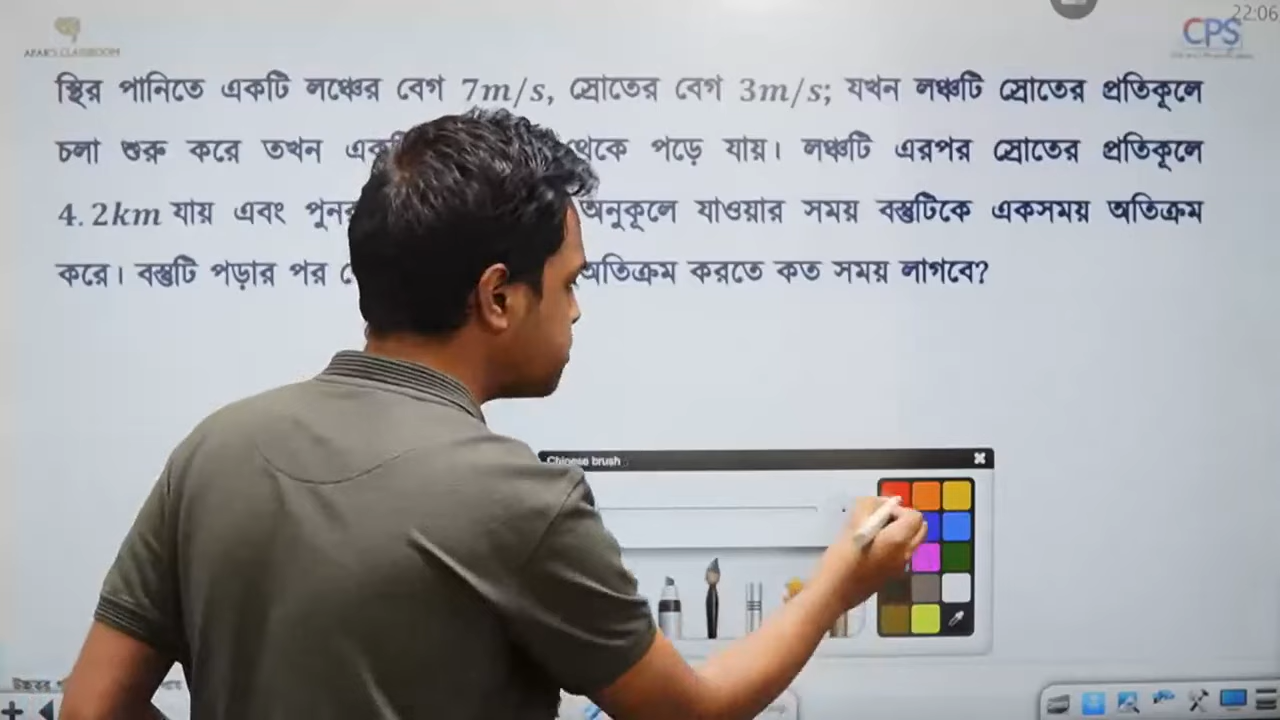 22:06
APAR'S CLASSROOM
CPS
স্থির পানিতে একটি লঞ্চের বেগ 7m/s, স্রোতের বেগ 3m/s; যখন লঞ্চটি স্রোতের প্রতিকূলে
চলা শুরু করে তখন থেকে পড়ে যায়। লঞ্চটি এরপর স্রোতের প্রতিকূলে
4.2km যায় এবং অনুকূলে যাওয়ার সময় বস্তুটিকে একসময় অতিক্রম
করে। বস্তুটি পড়ার পর অতিক্রম করতে কত সময় লাগবে?
Chinese brush